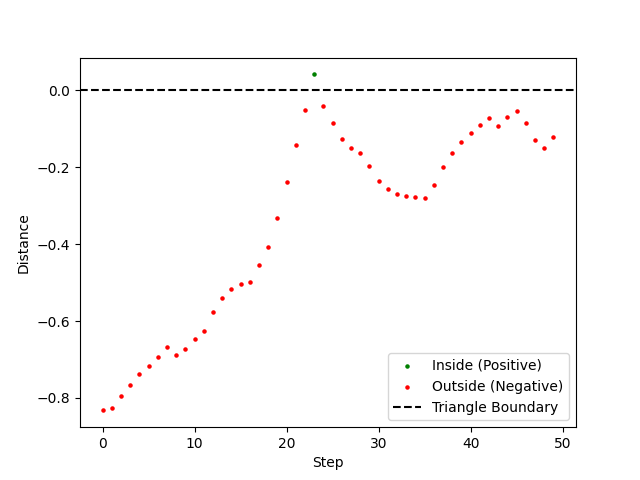 0.0
−0.2
−0.4
−0.6
−0.8
Distance
0
10
20
30
40
50
Step
Inside (Positive)
Outside (Negative)
Triangle Boundary